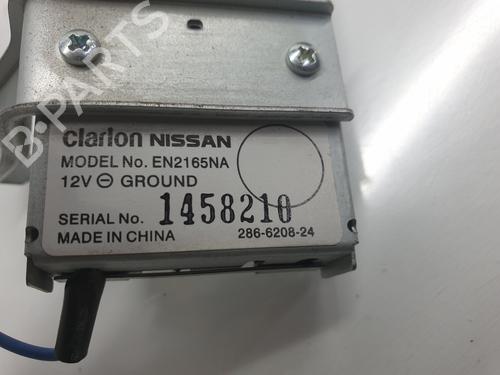 B-PARTS
Clarion NISSAN
MODEL No. EN2165NA
12V ⊖ GROUND
SERIAL No. 1458210
MADE IN CHINA 286-6208-24